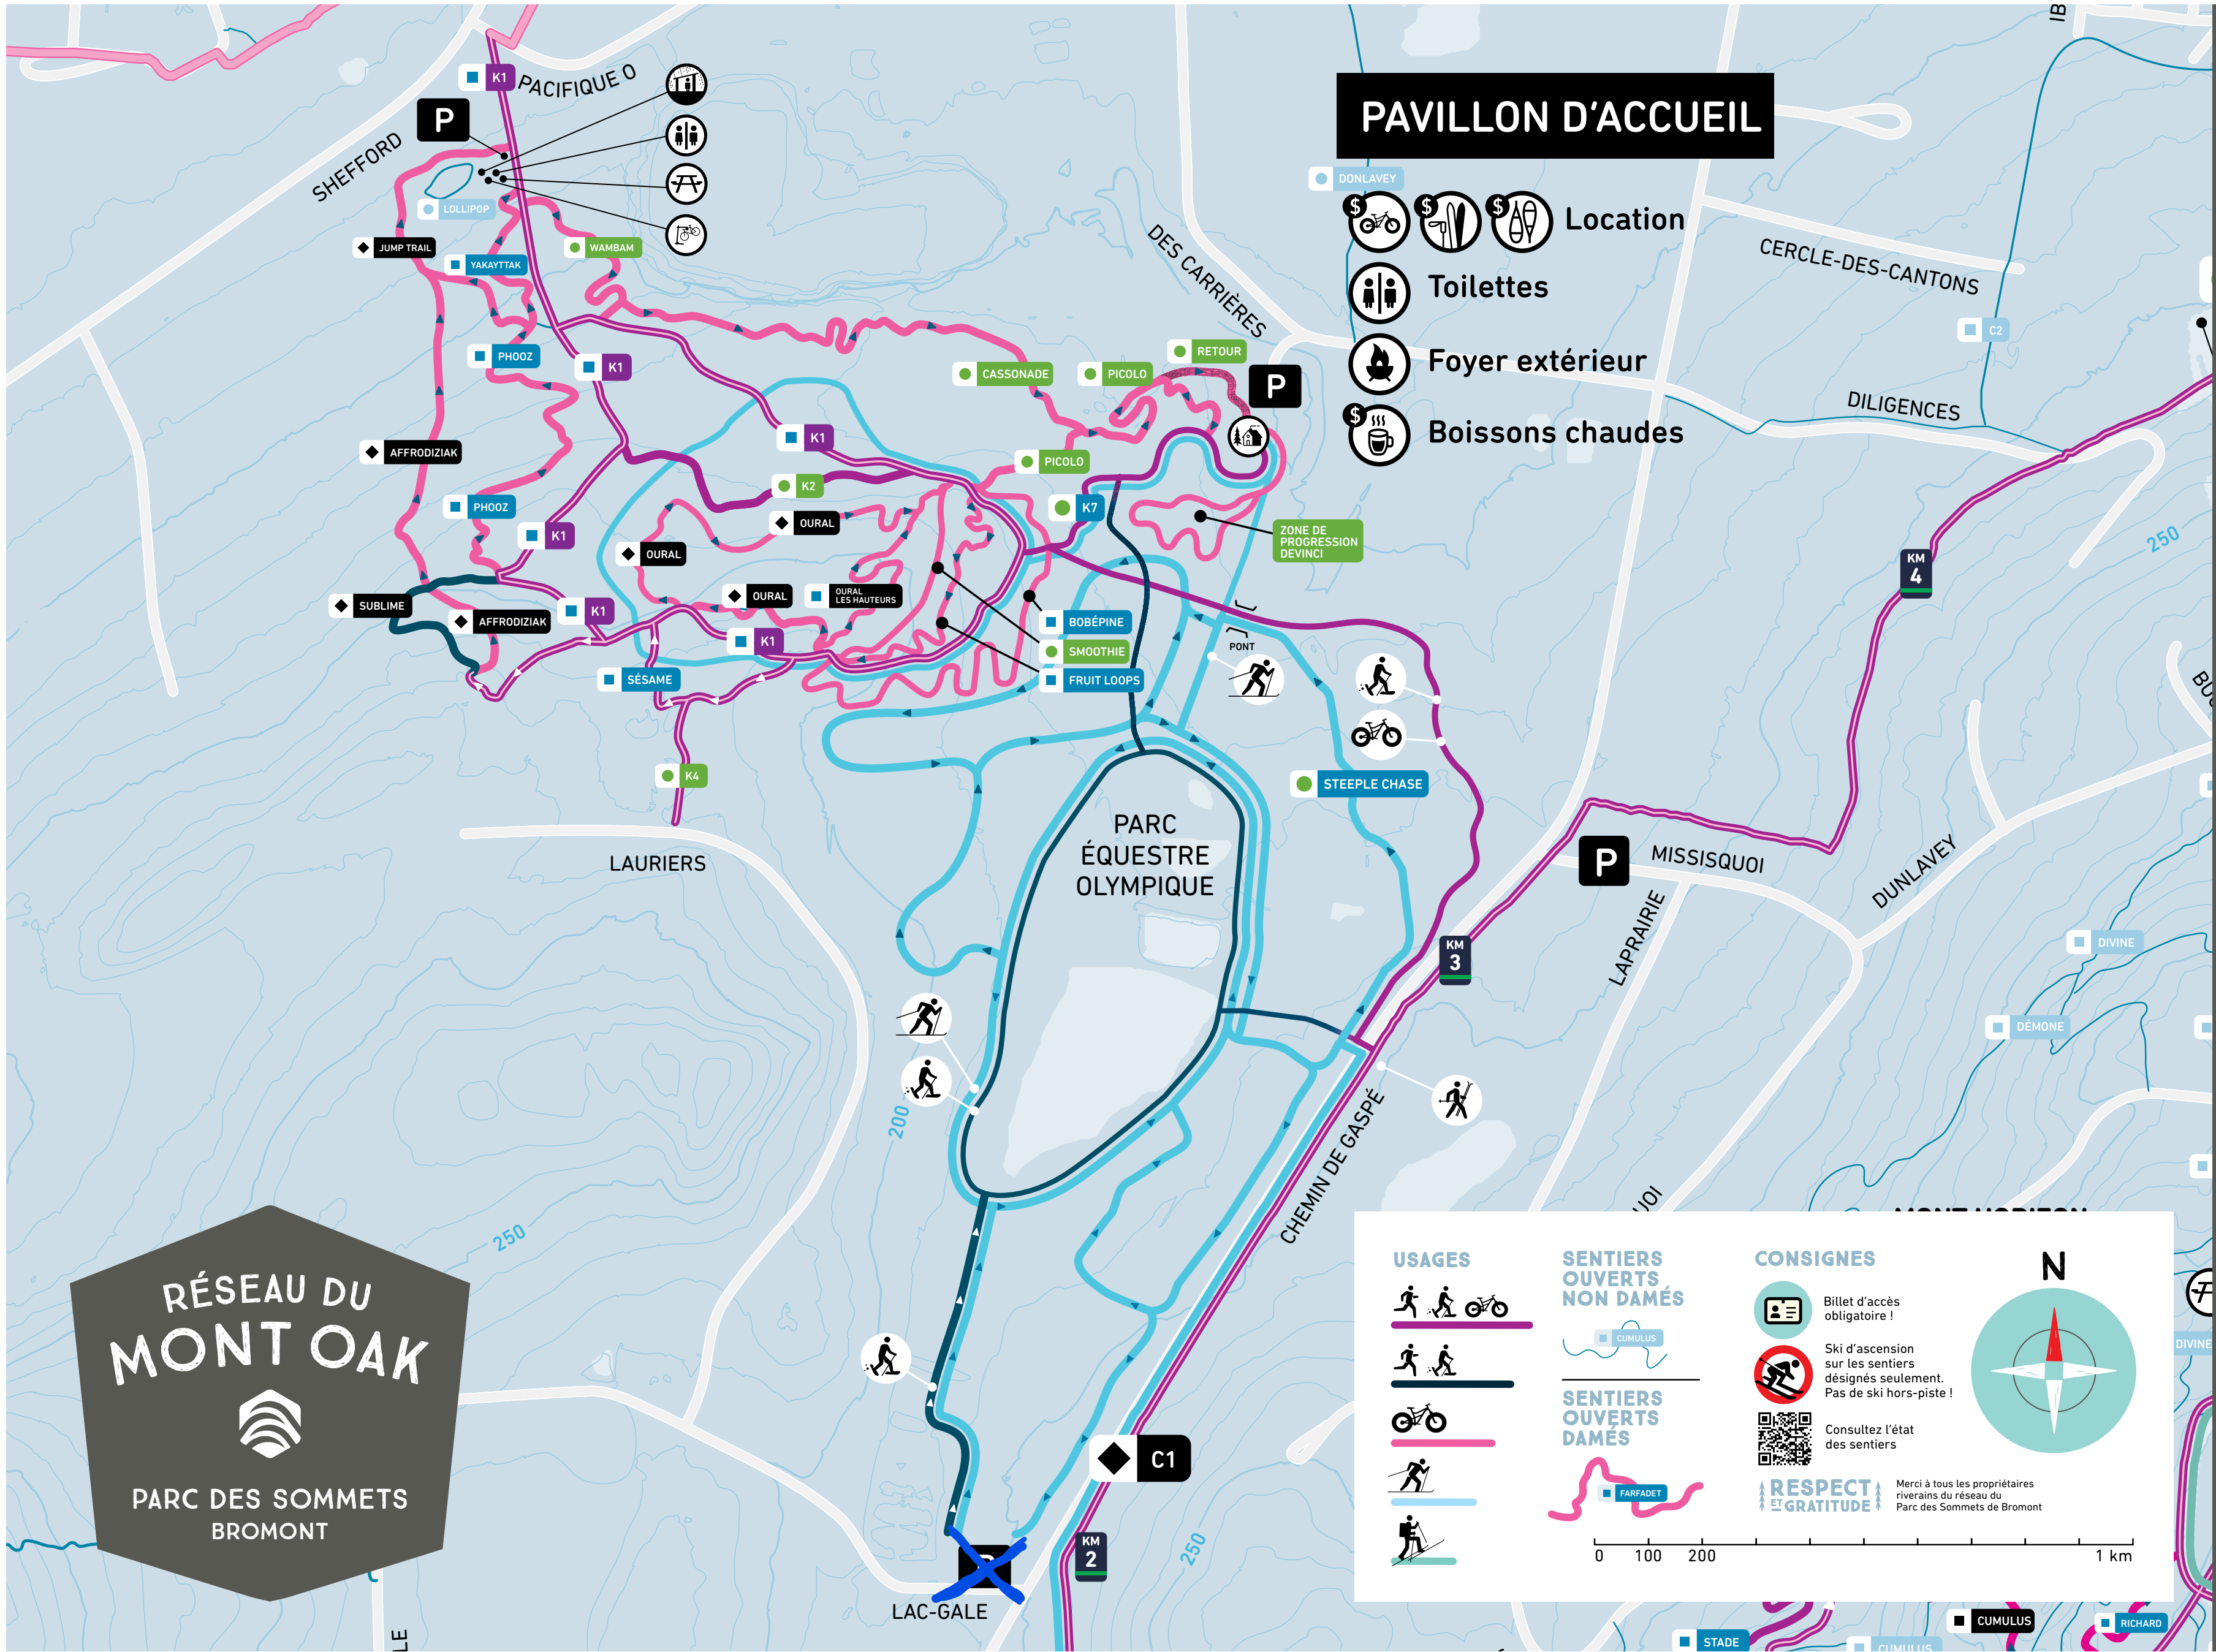 K1
PACIFIQUE O
P
SHEFFORD
LOLLIPOP
JUMP TRAIL
YAKAYTTAK
WAMBAM
PHOOZ
K1
AFFRODIZIAK
PHOOZ
K1
SUBLIME
AFFRODIZIAK
K1
K1
K2
OURAL
OURAL
OURAL
OURAL
LES HAUTEURS
K1
SÉSAME
K4
LAURIERS
CASSONADE
PICOLO
RETOUR
P
PICOLO
K7
ZONE DE
PROGRESSION
DEVINCI
BOBÉPINE
SMOOTHIE
FRUIT LOOPS
PONT
STEEPLE CHASE
DES CARRIÈRES
PAVILLON D'ACCUEIL
DONLAVEY
$
$
$
Location
Toilettes
Foyer extérieur
$
Boissons chaudes
CERCLE-DES-CANTONS
C2
DILIGENCES
IB
250
KM
4
PARC
ÉQUESTRE
OLYMPIQUE
P
MISSISQUOI
DUNLAVEY
LAPRAIRIE
KM
3
DIVINE
DÉMONE
CHEMIN DE GASPÉ
200
250
250
C1
KM
2
LAC-GALE
RÉSEAU DU
MONT OAK
PARC DES SOMMETS
BROMONT
USAGES
SENTIERS
OUVERTS
NON DAMÉS
CUMULUS
SENTIERS
OUVERTS
DAMÉS
FARFADET
CONSIGNES
Billet d'accès
obligatoire !
Ski d'ascension
sur les sentiers
désignés seulement.
Pas de ski hors-piste !
Consultez l'état
des sentiers
RESPECT
ET GRATITUDE
Merci à tous les propriétaires
riverains du réseau du
Parc des Sommets de Bromont
N
0 100 200 1 km
DIVINE
STADE
CUMULUS
CUMULUS
RICHARD